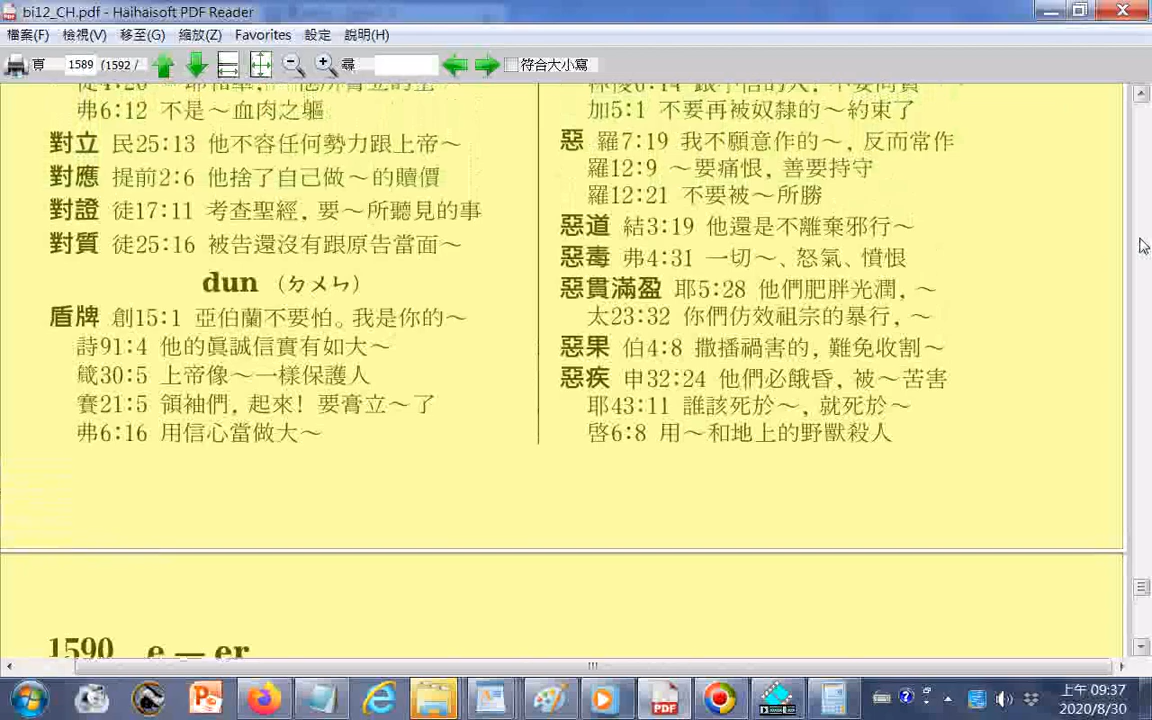 bi12_CH.pdf - Haihaisoft PDF Reader
檔案(F) 檢視(V) 移至(G) 縮放(Z) Favorites 設定 說明(H)
頁 1589 (1592 / 尋 符合大小寫
弗6:12 不是～血肉之軀
對立 民25:13 他不容任何勢力跟上帝～
對應 提前2:6 他捨了自己做～的贖價
對證 徒17:11 考查聖經, 要～所聽見的事
對質 徒25:16 被告還沒有跟原告當面～
dun (ㄉㄨㄣ)
盾牌 創15:1 亞伯蘭不要怕。我是你的～
詩91:4 他的眞誠信實有如大～
箴30:5 上帝像～一樣保護人
賽21:5 領袖們, 起來! 要膏立～了
弗6:16 用信心當做大～
林後6:14 跟不信的人, 不要同負
加5:1 不要再被奴隸的～約束了
惡 羅7:19 我不願意作的～, 反而常作
羅12:9 ～要痛恨, 善要持守
羅12:21 不要被～所勝
惡道 結3:19 他還是不離棄邪行～
惡毒 弗4:31 一切～、怒氣、憤恨
惡貫滿盈 耶5:28 他們肥胖光潤, ～
太23:32 你們仿效祖宗的暴行, ～
惡果 伯4:8 撒播禍害的, 難免收割～
惡疾 申32:24 他們必餓昏, 被～苦害
耶43:11 誰該死於～, 就死於～
啓6:8 用～和地上的野獸殺人
1590 e — er
上午 09:37
2020/8/30